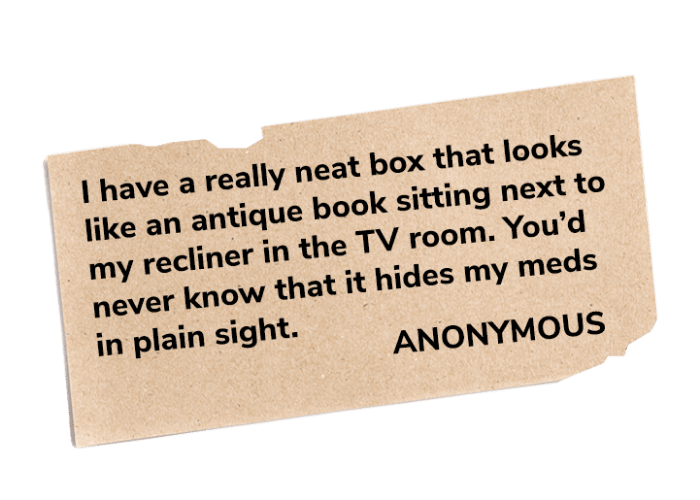 I have a really neat box that looks
like an antique book sitting next to
my recliner in the TV room. You’d
never know that it hides my meds
in plain sight.
ANONYMOUS